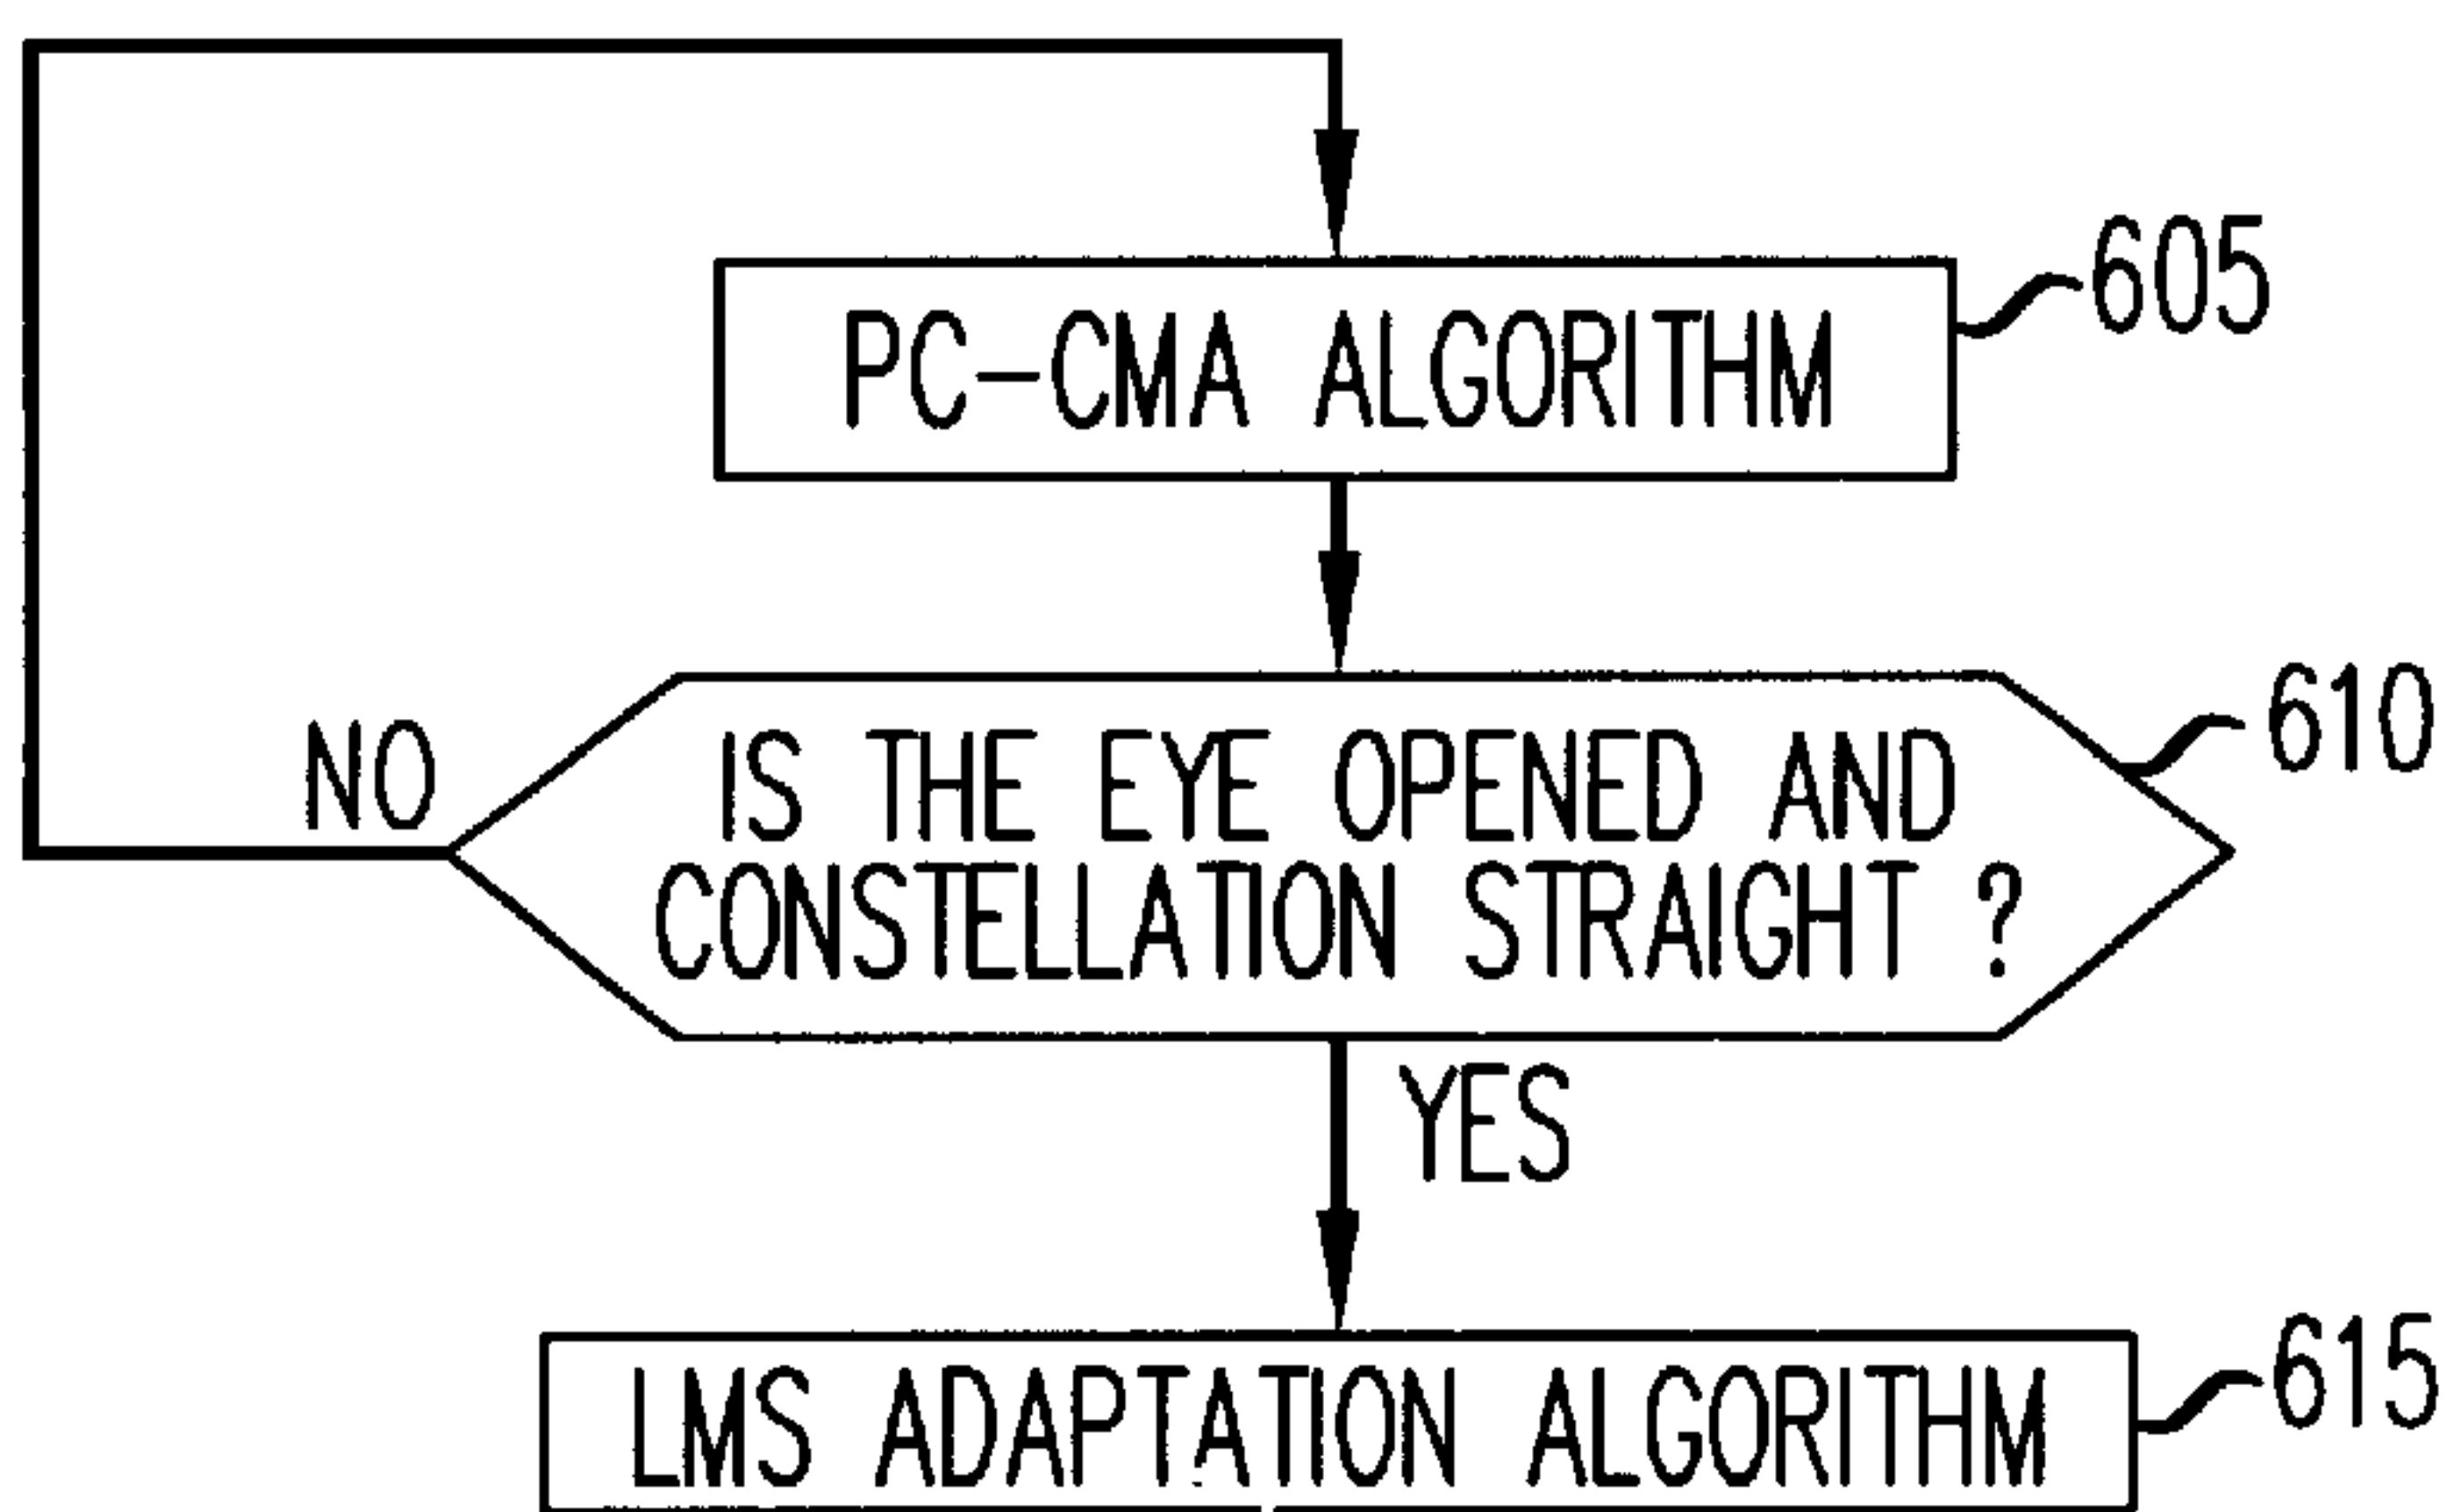 PC-CMA ALGORITHM
605
IS THE EYE OPENED AND
CONSTELLATION STRAIGHT ?
610
NO
YES
LMS ADAPTATION ALGORITHM
615